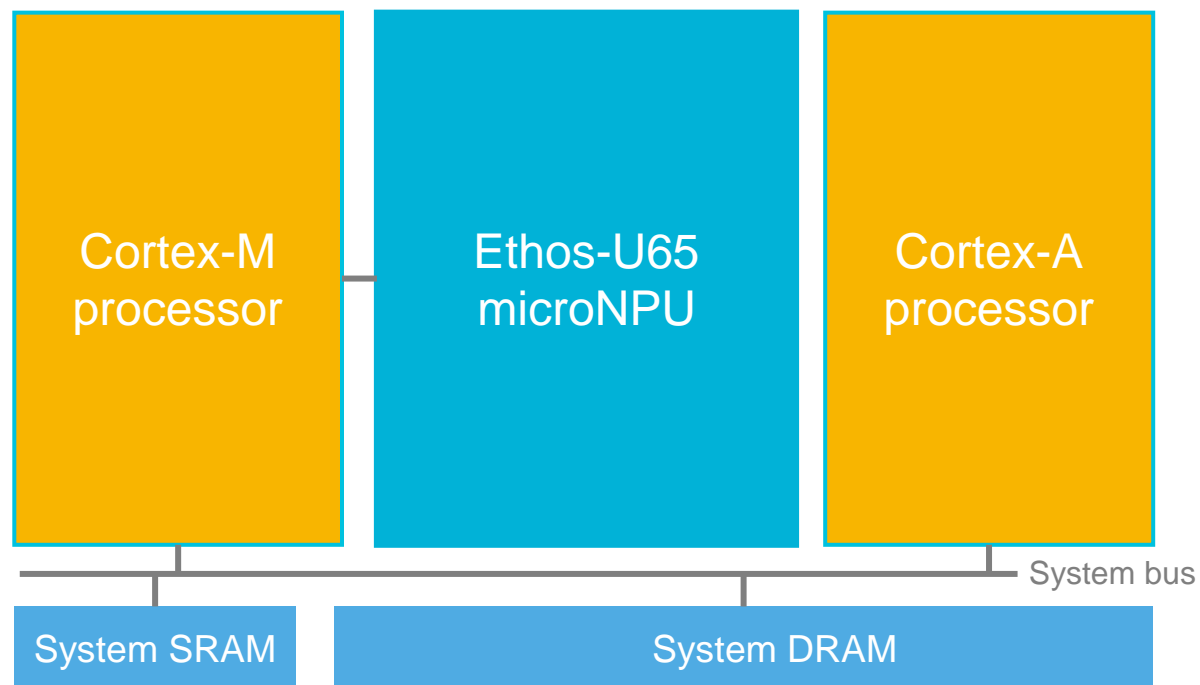 Cortex-M
processor
Ethos-U65
microNPU
Cortex-A
processor
System bus
System SRAM
System DRAM